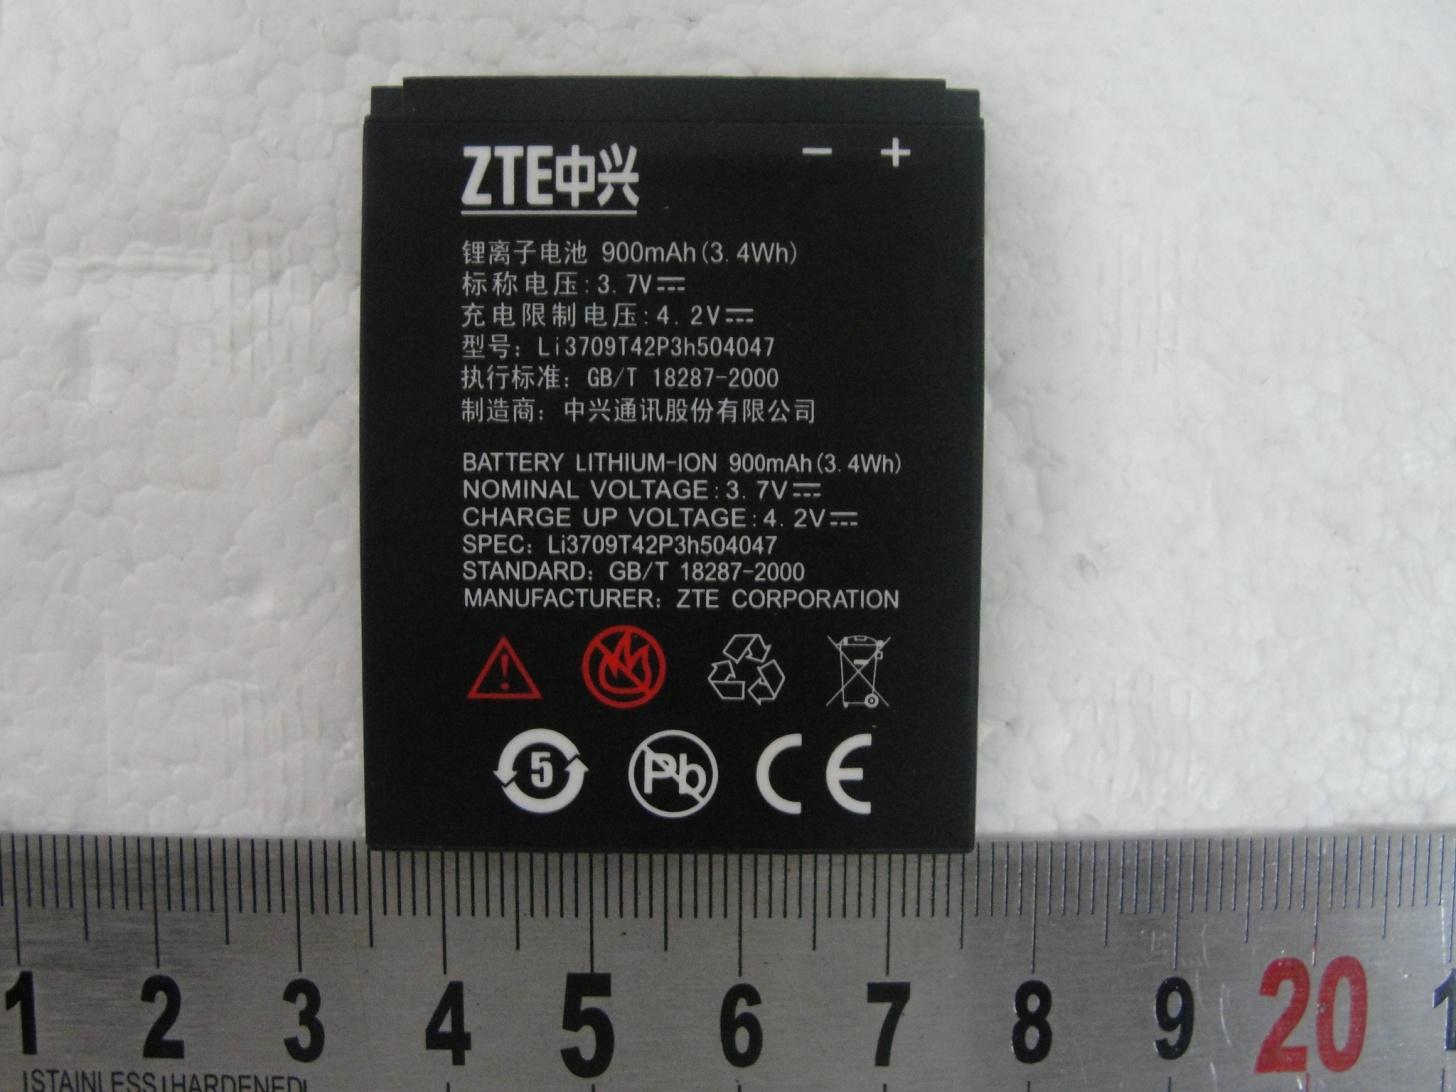 ZTE中兴
− +
锂离子电池 900mAh(3.4Wh)
标称电压:3.7V
充电限制电压:4.2V
型号: Li3709T42P3h504047
执行标准: GB/T 18287-2000
制造商: 中兴通讯股份有限公司
BATTERY LITHIUM-ION 900mAh(3.4Wh)
NOMINAL VOLTAGE:3.7V
CHARGE UP VOLTAGE:4.2V
SPEC: Li3709T42P3h504047
STANDARD: GB/T 18287-2000
MANUFACTURER: ZTE CORPORATION
!
5 Pb CE
1 2 3 4 5 6 7 8 9 20 1
STAINLESS HARDENED